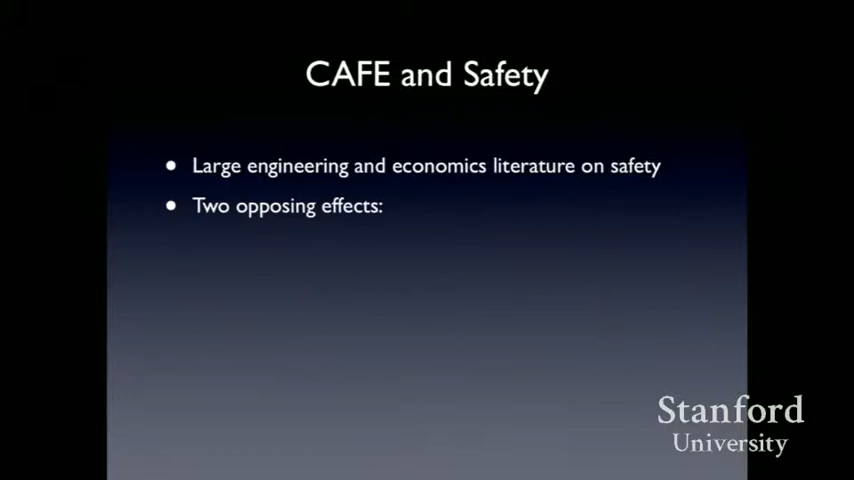 CAFE and Safety
Large engineering and economics literature on safety
Two opposing effects:
Stanford
University